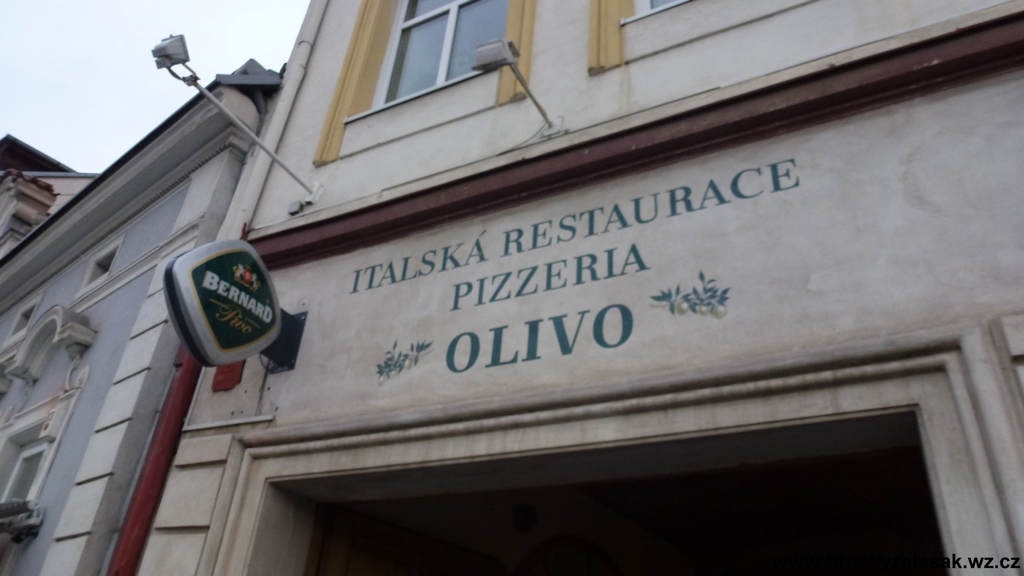 ITALSKÁ RESTAURACE
PIZZERIA
OLIVO
BERNARD
Pivo